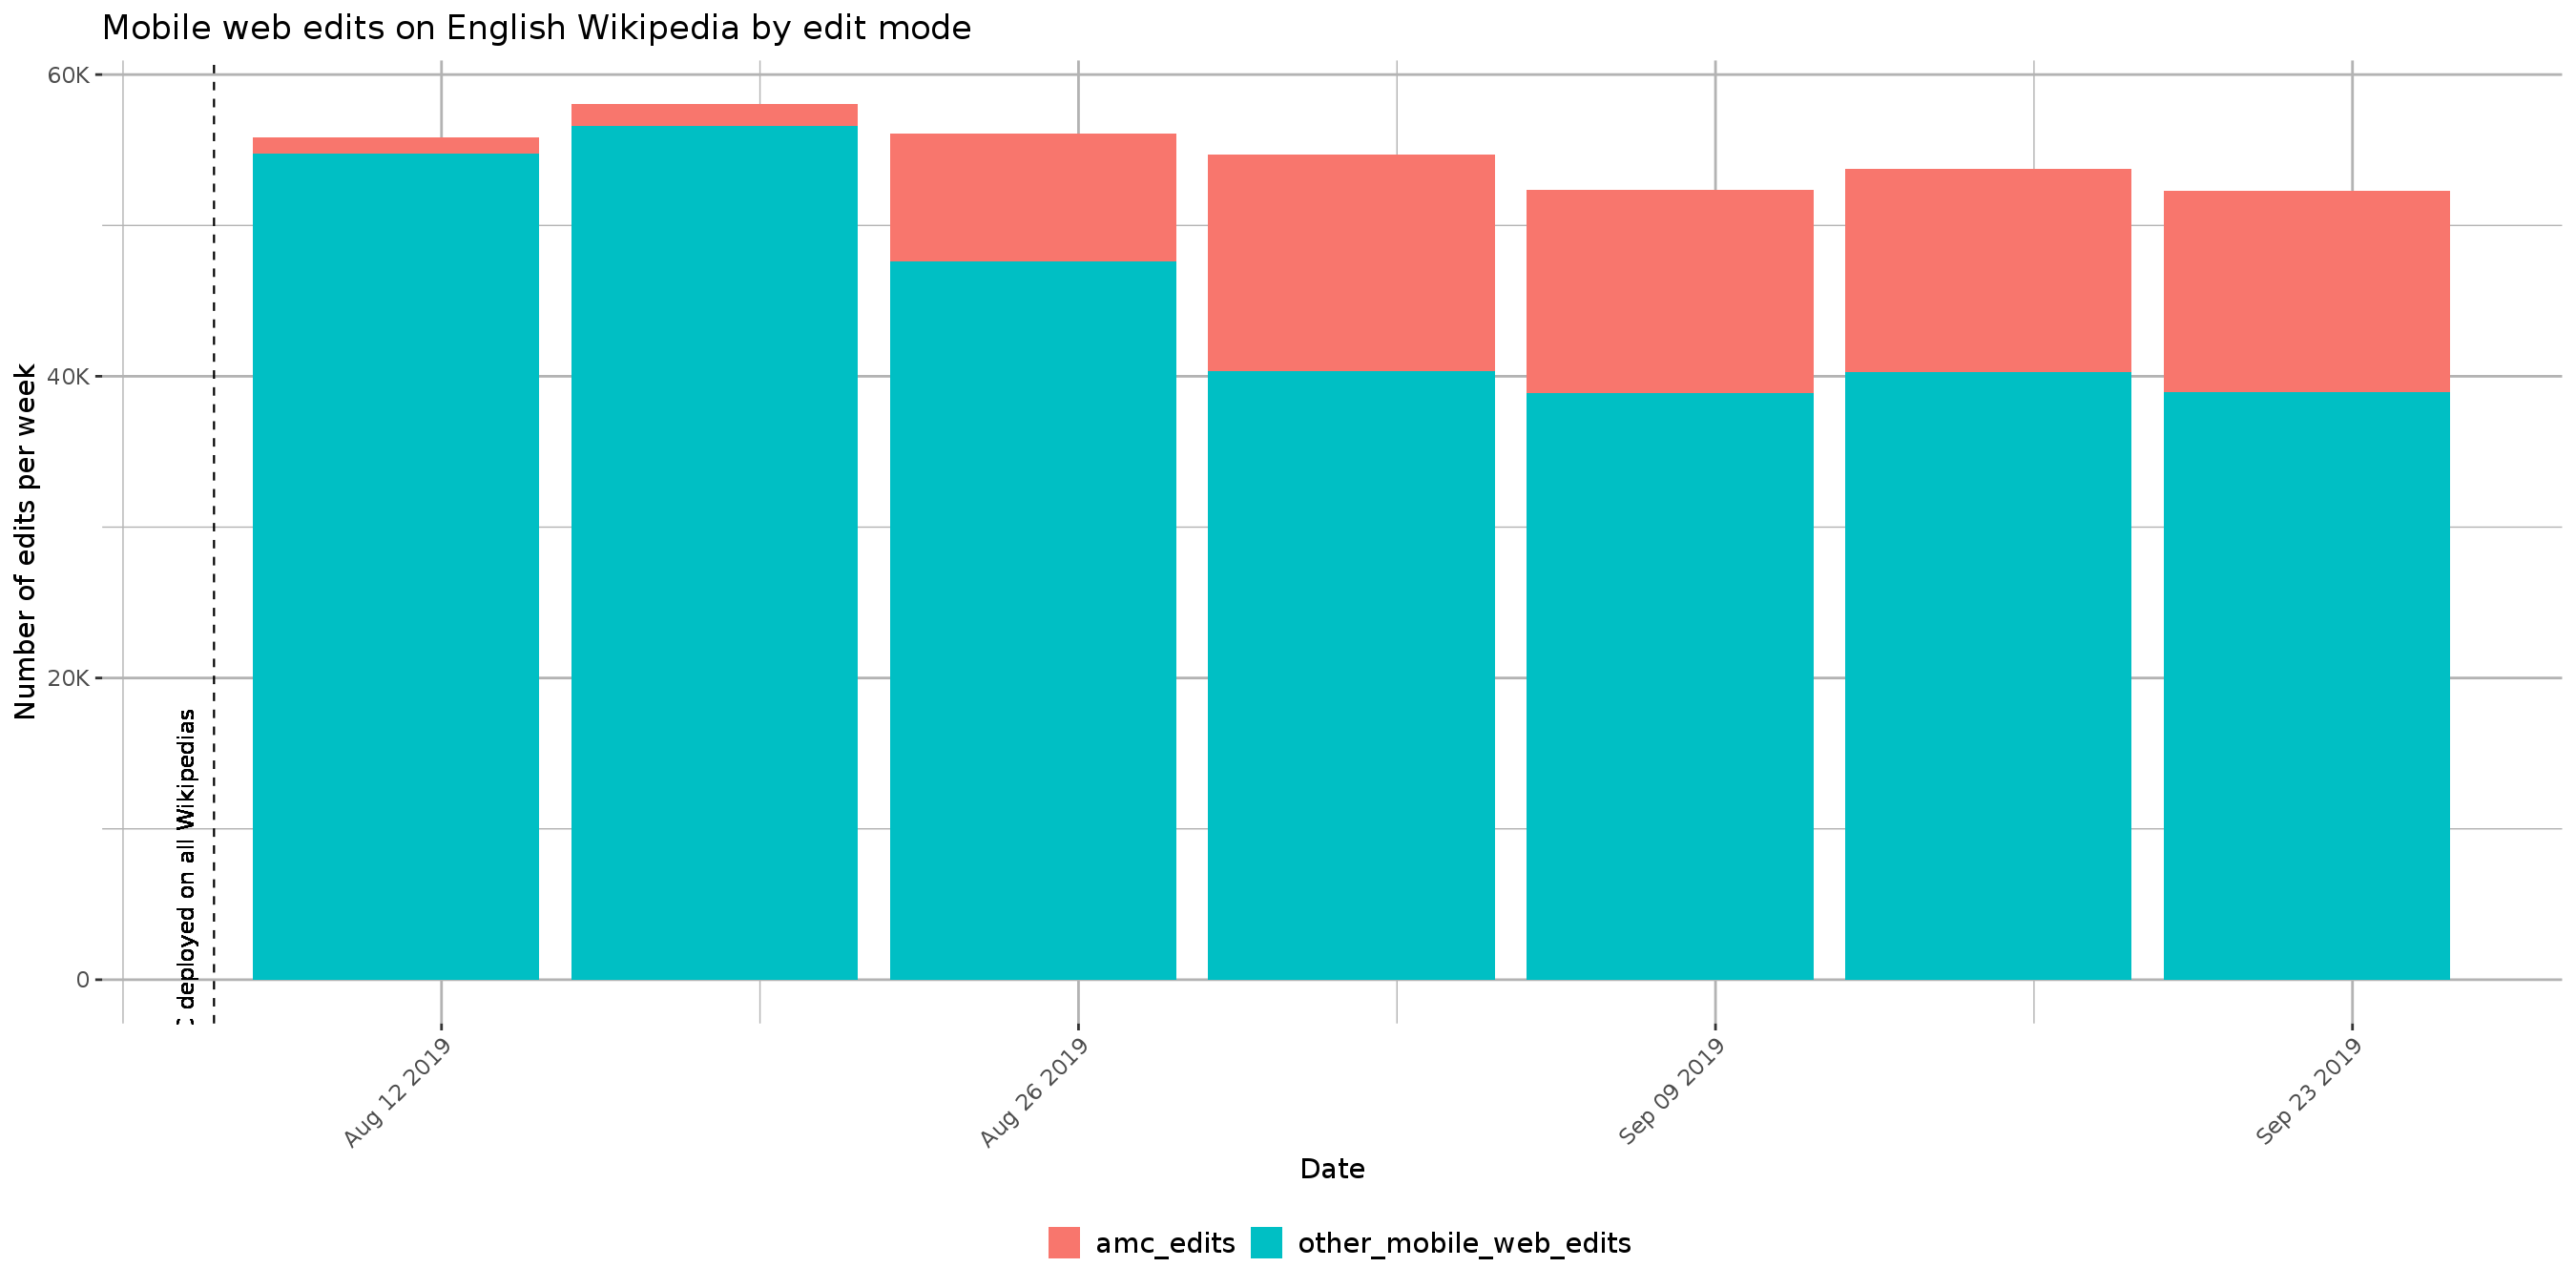 Mobile web edits on English Wikipedia by edit mode
Number of edits per week
60K
40K
20K
0
deployed on all Wikipedias
Aug 12 2019
Aug 26 2019
Sep 09 2019
Sep 23 2019
Date
amc_edits
other_mobile_web_edits